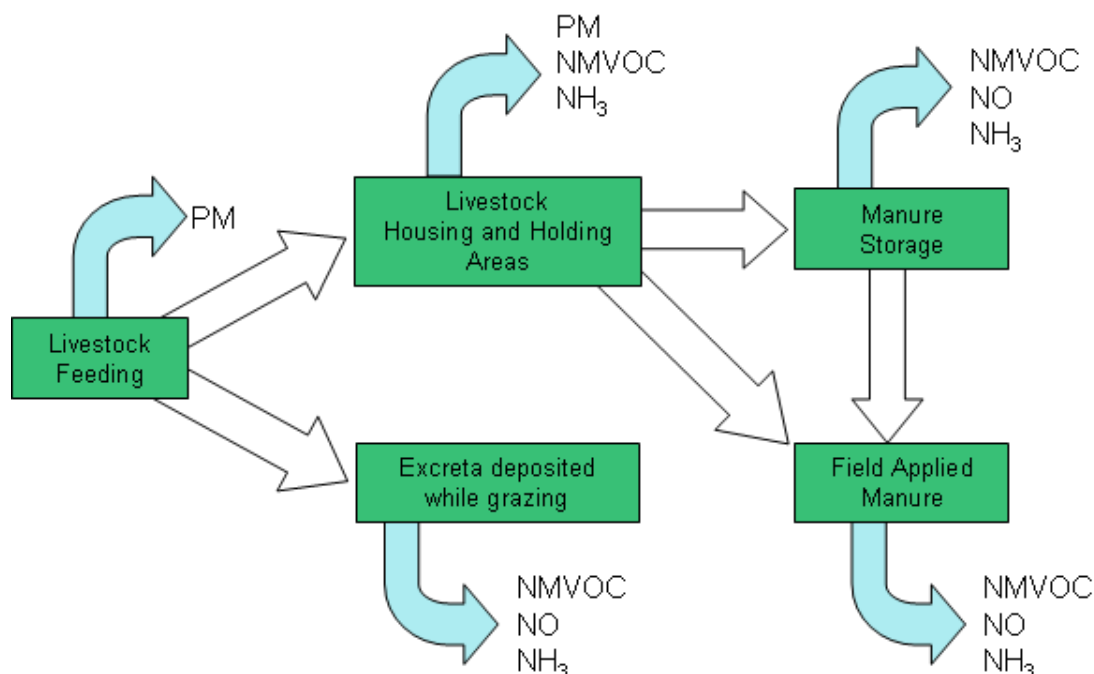 PM
NMVOC
NH₃
NMVOC
NO
NH₃
PM
Livestock
Housing and Holding
Areas
Manure
Storage
Livestock
Feeding
Excreta deposited
while grazing
Field Applied
Manure
NMVOC
NO
NH₃
NMVOC
NO
NH₃